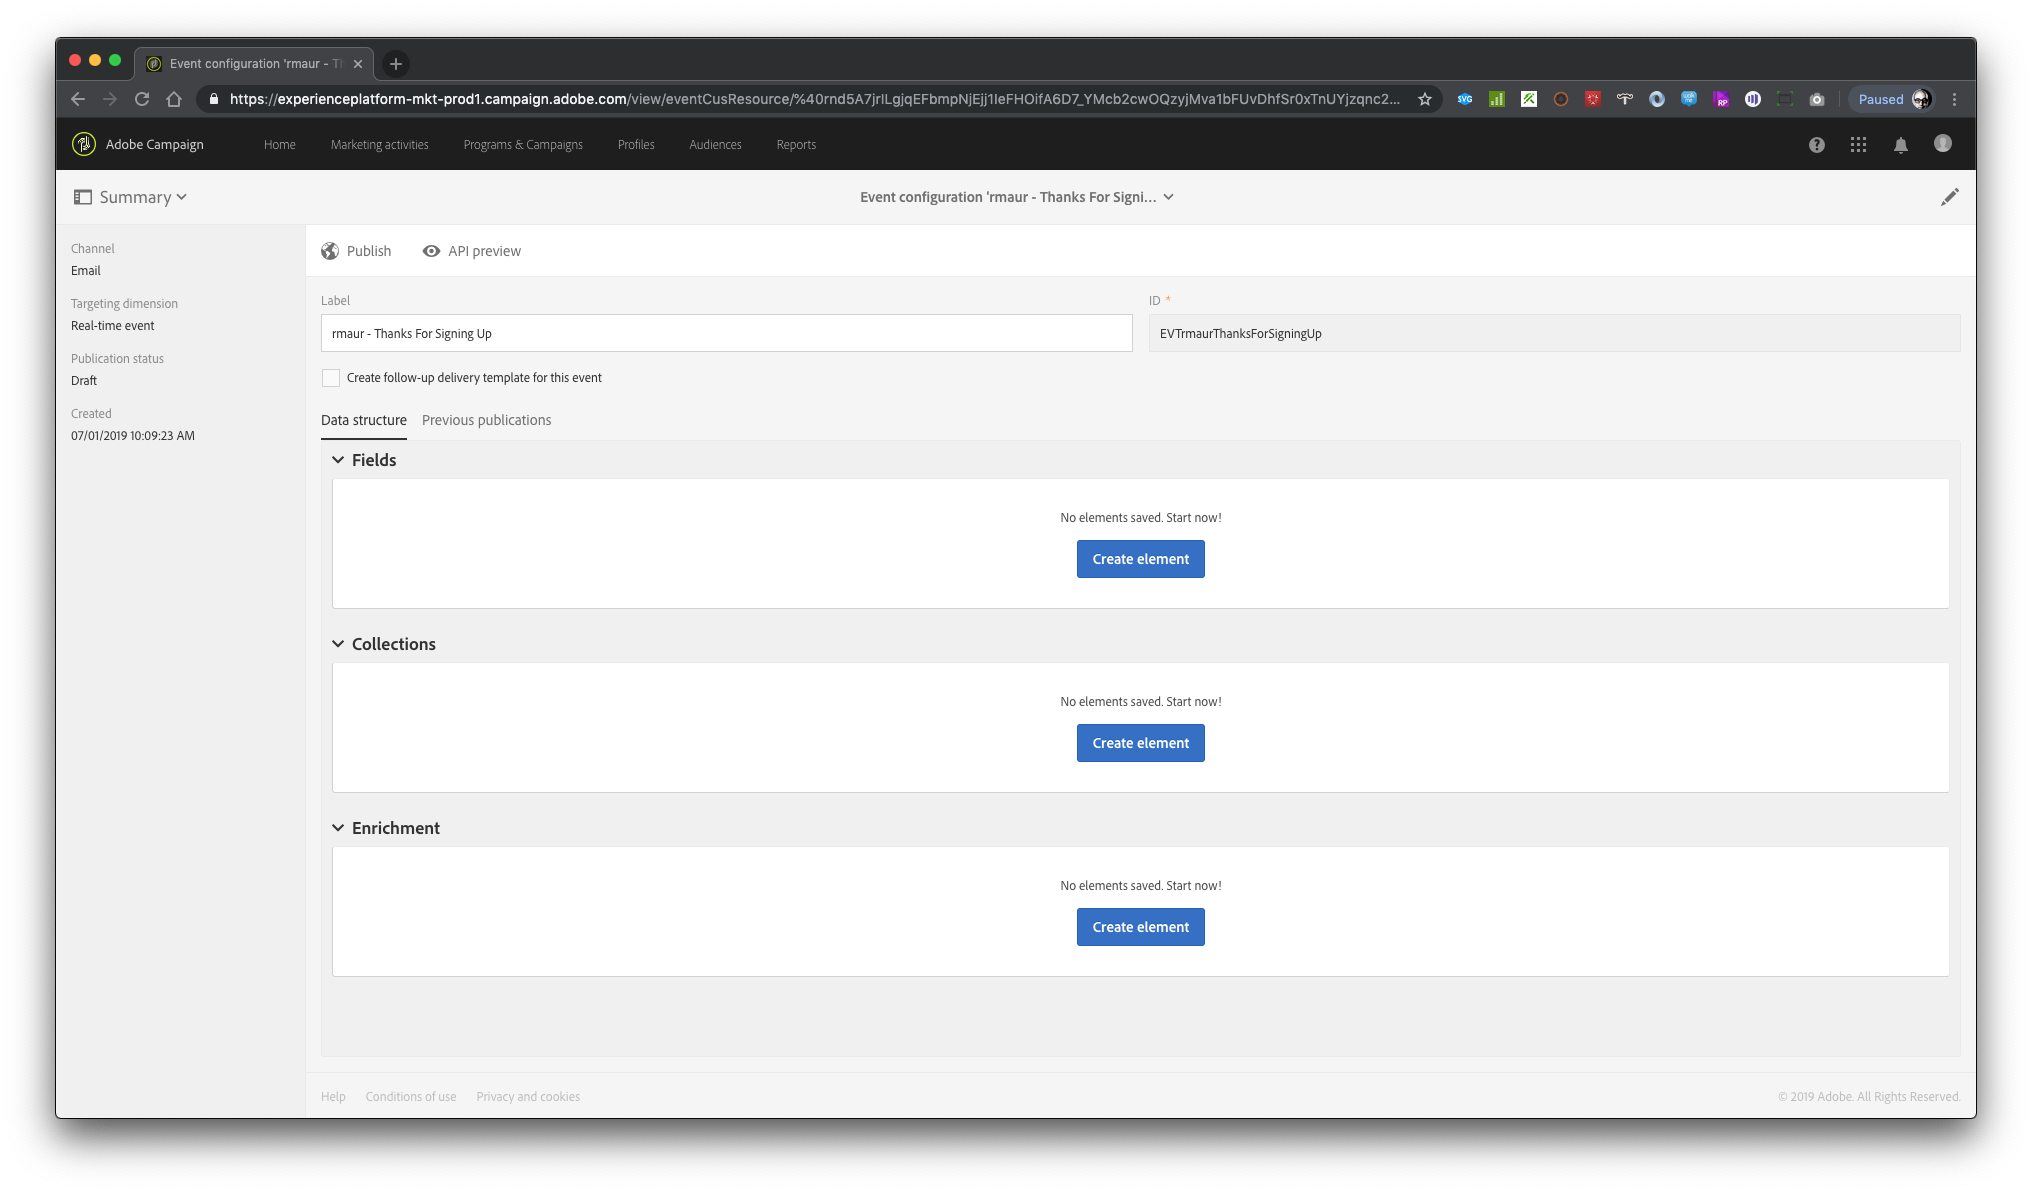 Event configuration 'rmaur - Th
https://experienceplatform-mkt-prod1.campaign.adobe.com/view/eventCusResource/%40rnd5A7jrlLgjqEFbmpNjEjj1IeFHOifA6D7_YMcb2cwOQzyjMva1bFUvDhfSr0xTnUYjzqnc2...
SVG
RP
Paused
Adobe Campaign
Home
Marketing activities
Programs & Campaigns
Profiles
Audiences
Reports
Summary
Event configuration 'rmaur - Thanks For Signi...
Channel
Email
Targeting dimension
Real-time event
Publication status
Draft
Created
07/01/2019 10:09:23 AM
Publish
API preview
Label
ID *
rmaur - Thanks For Signing Up
EVTrmaurThanksForSigningUp
Create follow-up delivery template for this event
Data structure
Previous publications
Fields
No elements saved. Start now!
Create element
Collections
No elements saved. Start now!
Create element
Enrichment
No elements saved. Start now!
Create element
Help
Conditions of use
Privacy and cookies
© 2019 Adobe. All Rights Reserved.